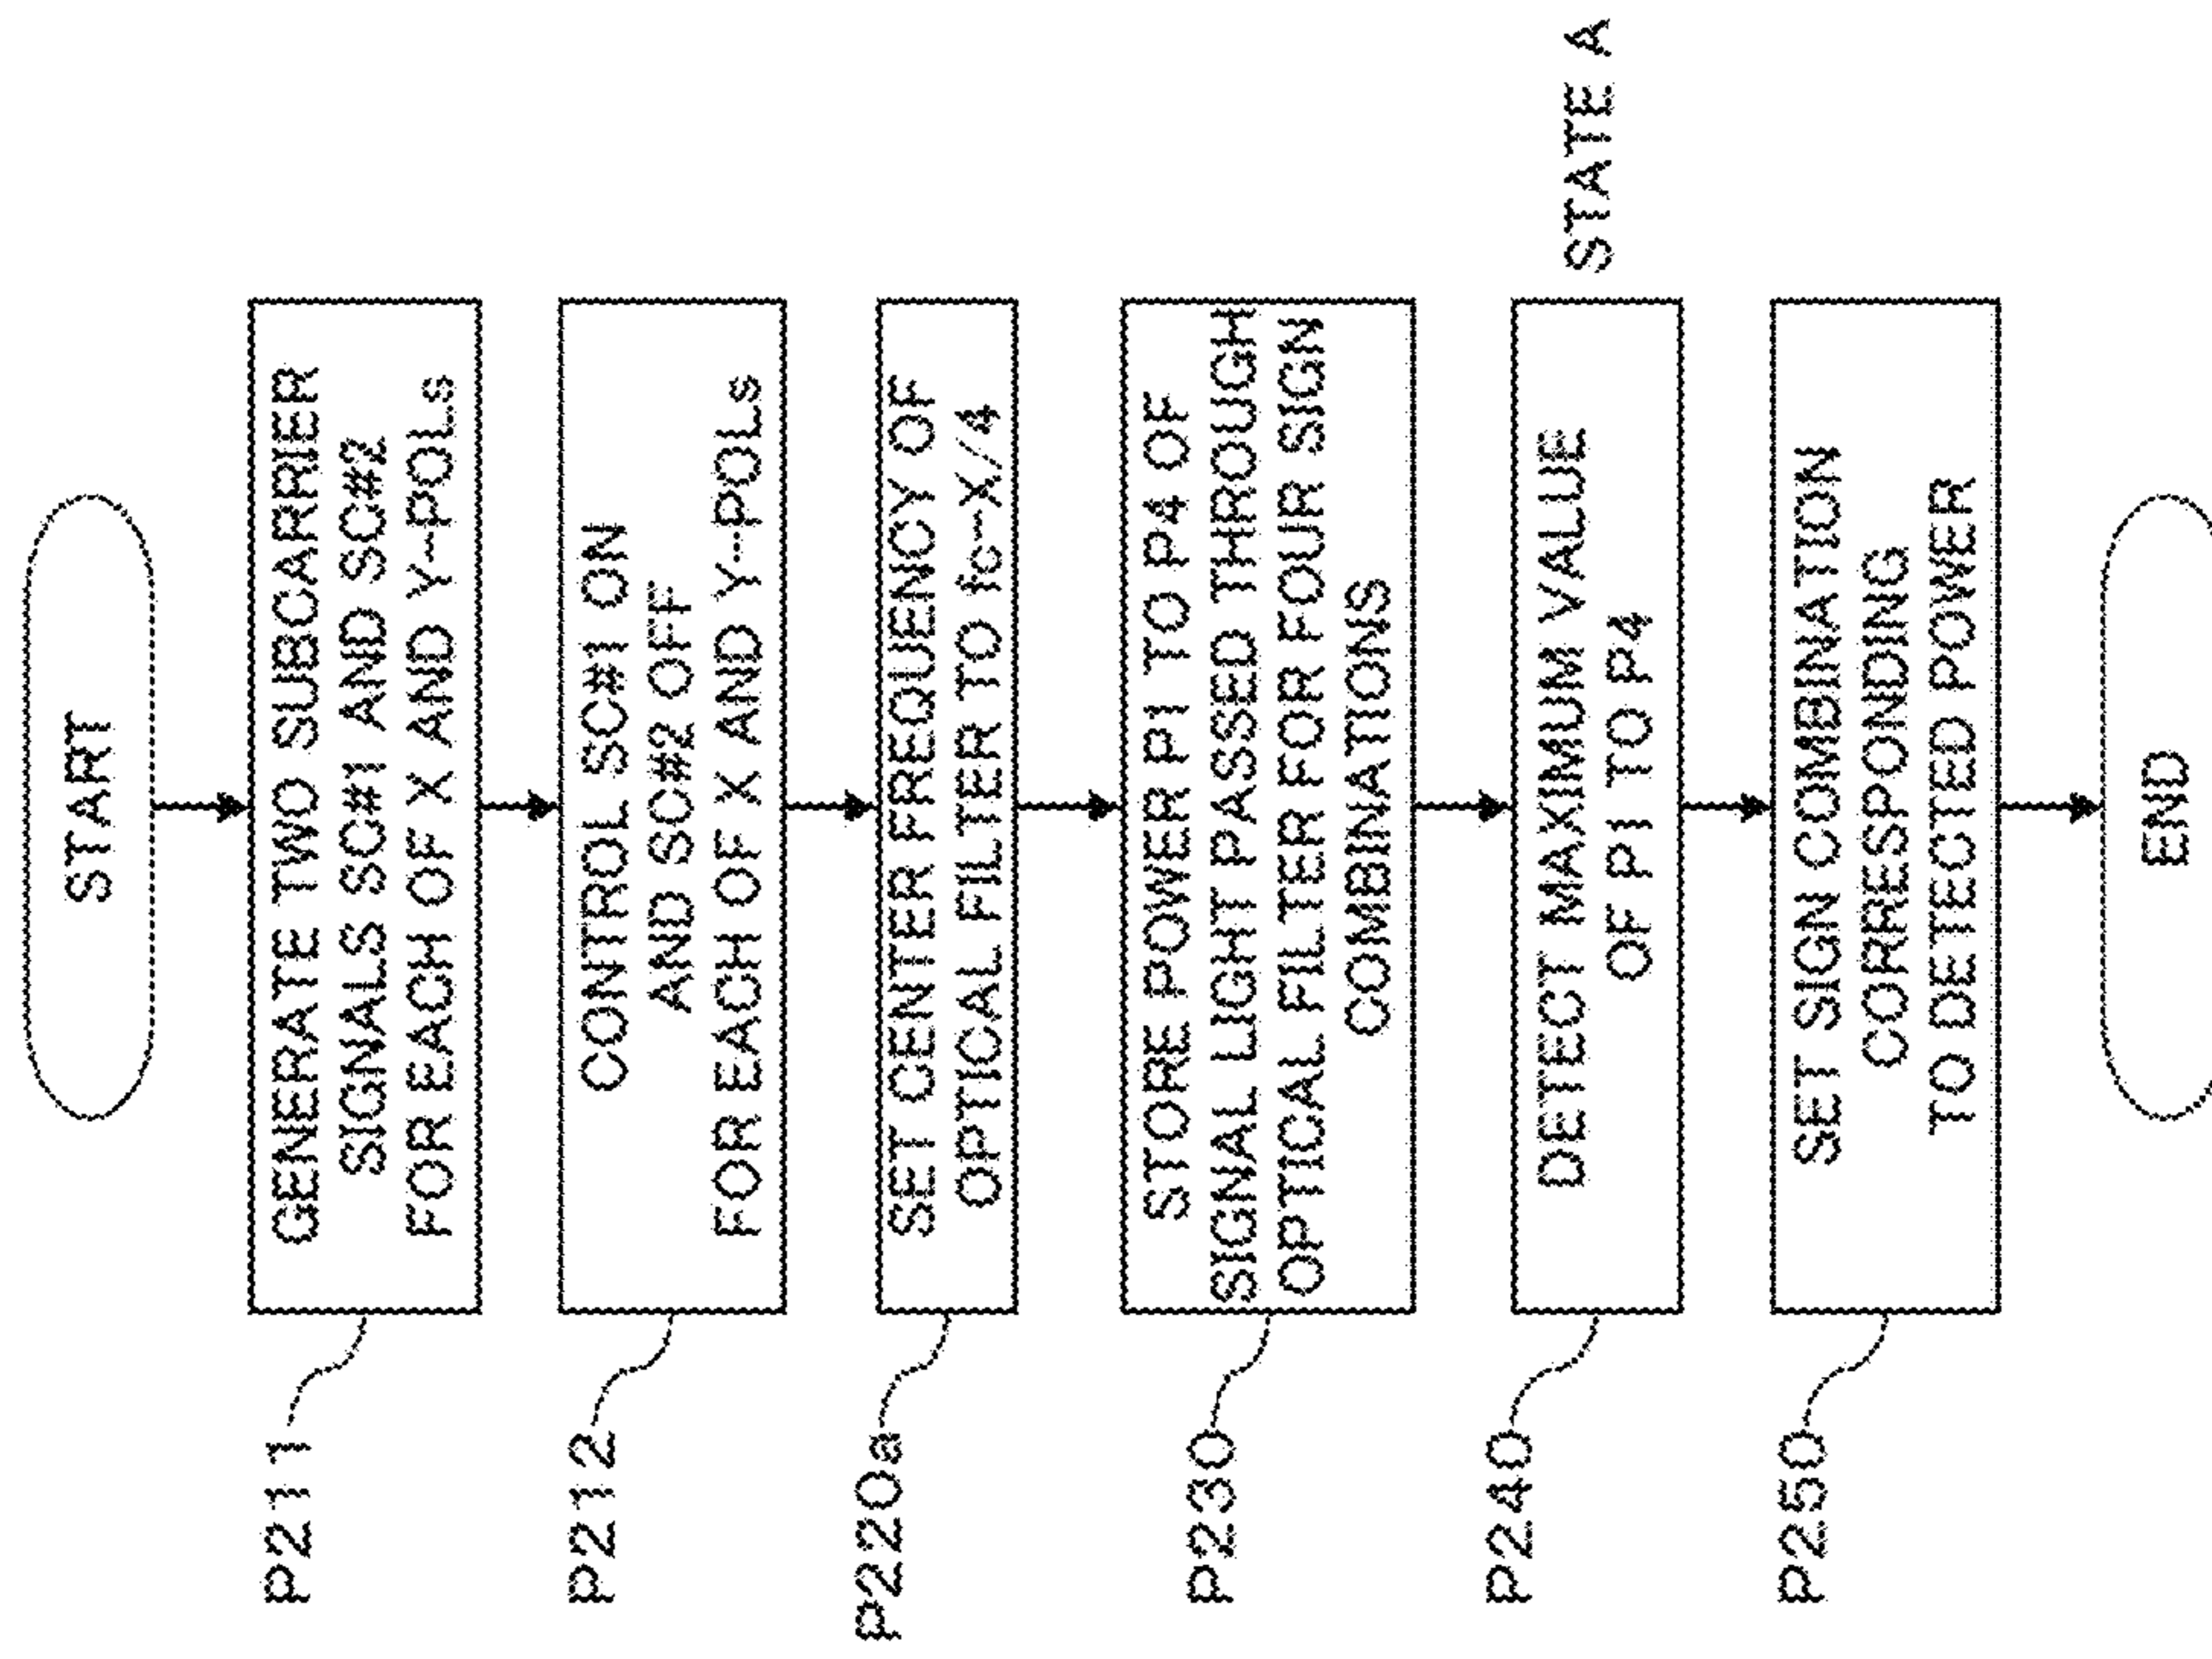 START
P211
GENERATE TWO SUBCARRIER
SIGNALS SC#1 AND SC#2
FOR EACH OF X AND Y-POLs
P212
CONTROL SC#1 ON
AND SC#2 OFF
FOR EACH OF X AND Y-POLs
P220a
SET CENTER FREQUENCY OF
OPTICAL FILTER TO fc-X/4
P230
STORE POWER P1 TO P4 OF
SIGNAL LIGHT PASSED THROUGH
OPTICAL FILTER FOR FOUR SIGN
COMBINATIONS
P240
DETECT MAXIMUM VALUE
OF P1 TO P4
STATE A
P250
SET SIGN COMBINATION
CORRESPONDING
TO DETECTED POWER
END